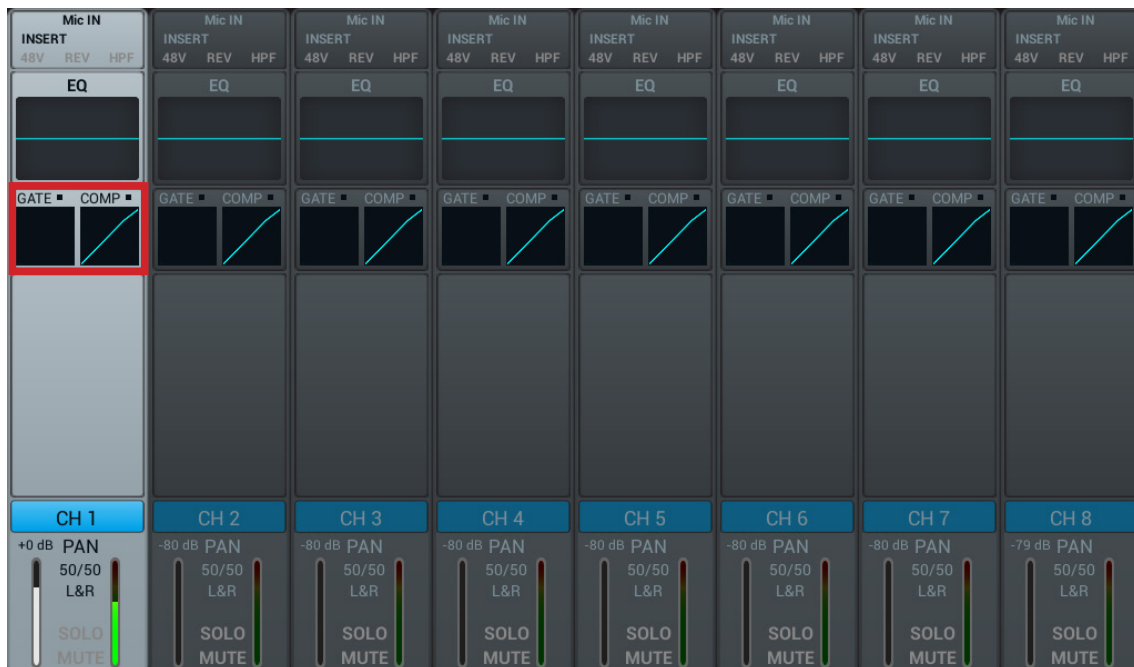 Mic IN Mic IN Mic IN Mic IN Mic IN Mic IN Mic IN Mic IN
INSERT INSERT INSERT INSERT INSERT INSERT INSERT INSERT
48V REV HPF 48V REV HPF 48V REV HPF 48V REV HPF 48V REV HPF 48V REV HPF 48V REV HPF 48V REV HPF
EQ EQ EQ EQ EQ EQ EQ EQ
GATE COMP GATE COMP GATE COMP GATE COMP GATE COMP GATE COMP GATE COMP GATE COMP
CH 1 CH 2 CH 3 CH 4 CH 5 CH 6 CH 7 CH 8
+0 dB PAN -80 dB PAN -80 dB PAN -80 dB PAN -80 dB PAN -80 dB PAN -80 dB PAN -79 dB PAN
50/50 50/50 50/50 50/50 50/50 50/50 50/50 50/50
L&R L&R L&R L&R L&R L&R L&R L&R
SOLO SOLO SOLO SOLO SOLO SOLO SOLO SOLO
MUTE MUTE MUTE MUTE MUTE MUTE MUTE MUTE